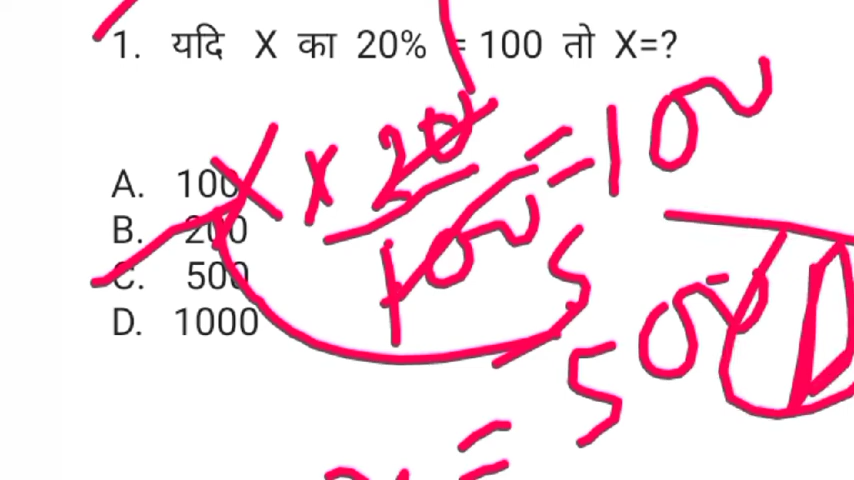 1. यदि X का 20% = 100 तो X=?
X x 20 = 100
A. 100
100
B. 200
5
C. 500
D. 1000
= 500